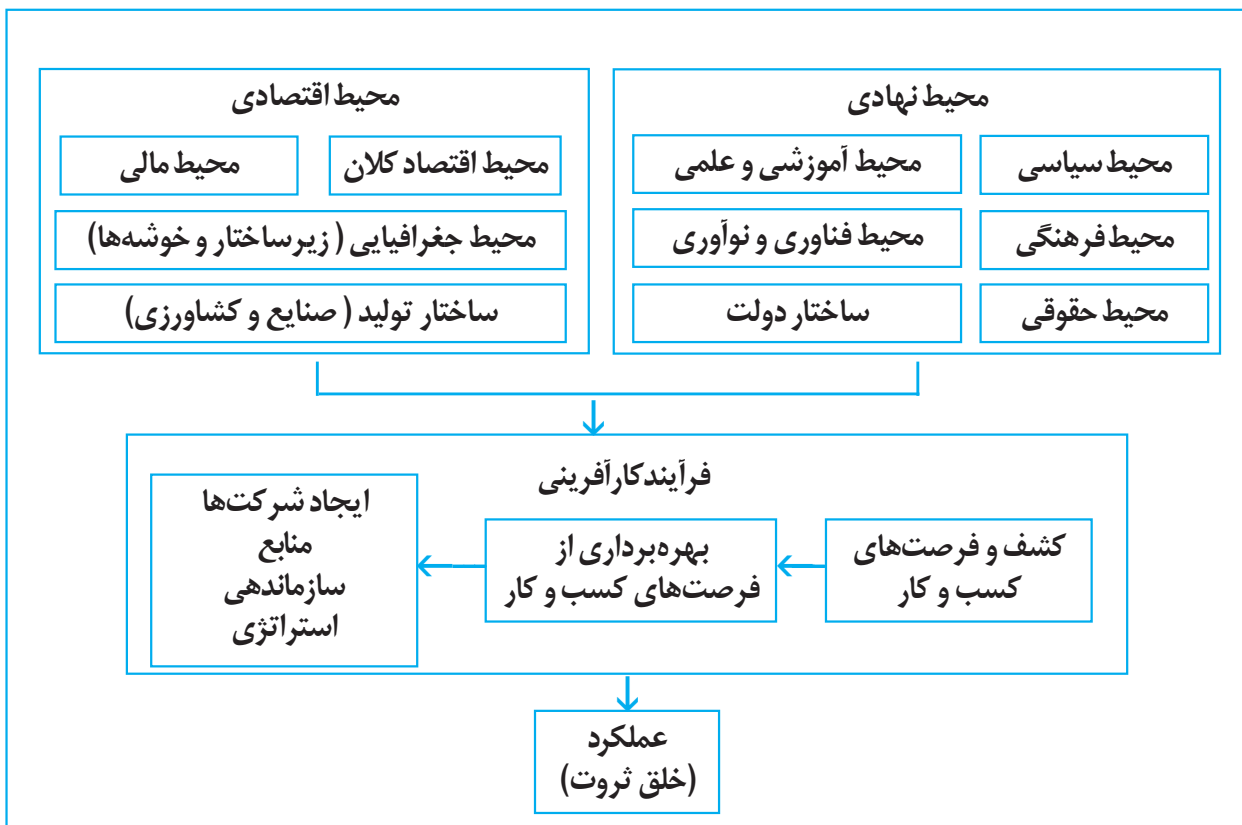 محیط نهادی
محیط سیاسی
محیط آموزشی و علمی
محیط فرهنگی
محیط فناوری و نوآوری
محیط حقوقی
ساختار دولت
محیط اقتصادی
محیط اقتصاد کلان
محیط مالی
محیط جغرافیایی ( زیرساختار و خوشه‌ها)
ساختار تولید ( صنایع و کشاورزی)
فرآیند کارآفرینی
کشف و فرصت‌های
کسب و کار
بهره‌برداری از
فرصت‌های کسب و کار
ایجاد شرکت‌ها
منابع
سازماندهی
استراتژی
عملکرد
(خلق ثروت)